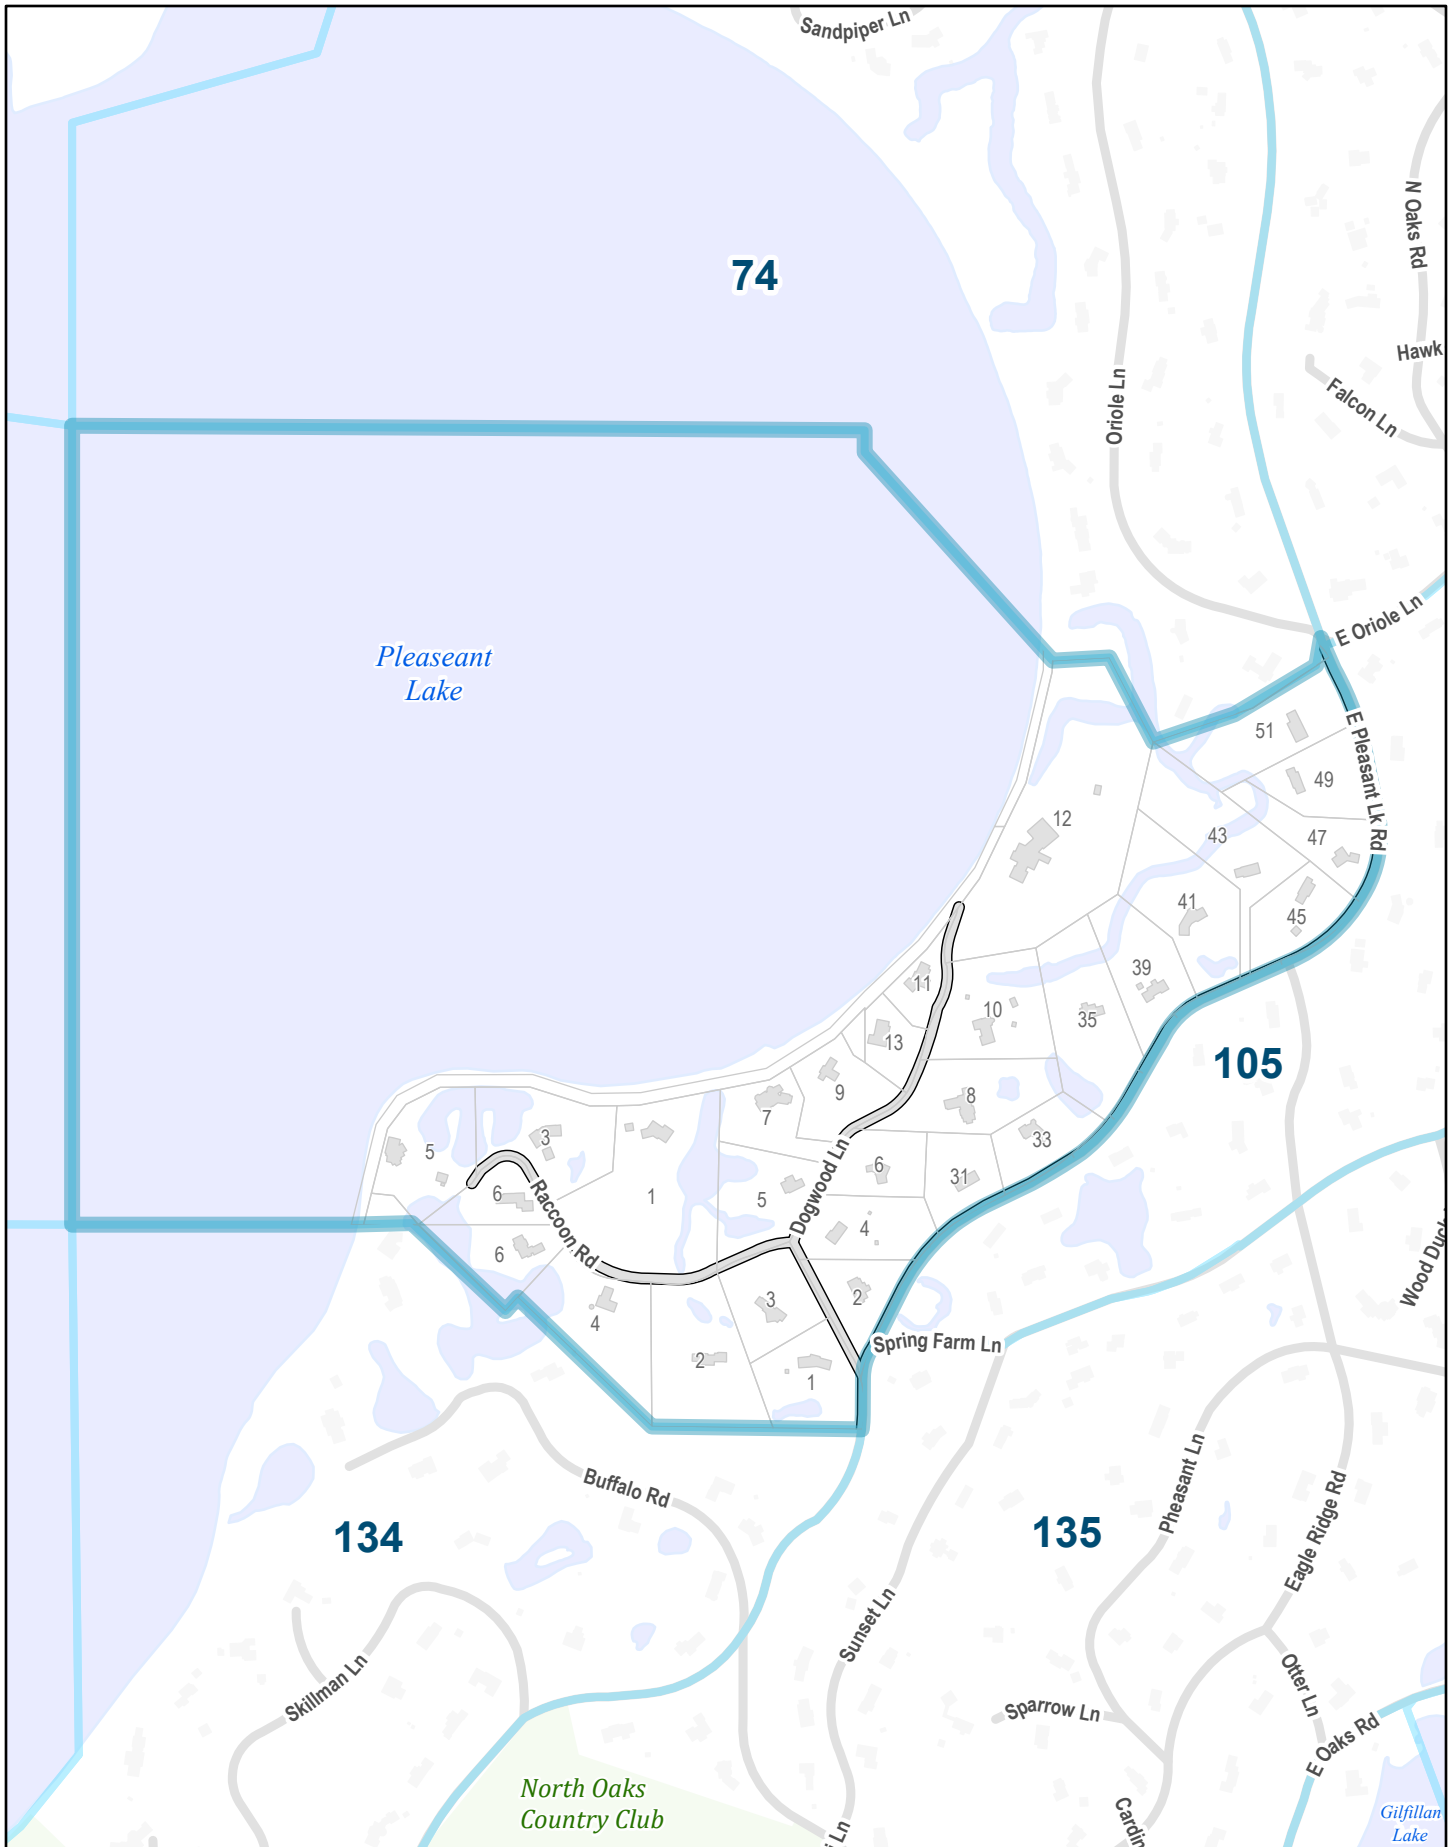 Sandpiper Ln
N Oaks Rd
74
Hawk
Oriole Ln
Falcon Ln
E Oriole Ln
Pleaseant
Lake
51
E Pleasant Lk Rd
49
12
43
47
41
45
39
11
10
35
13
105
9
8
7
33
3
5
Dogwood Ln
6
31
6
1
5
Raccoon Rd
4
6
Wood Duck
3
2
4
Spring Farm Ln
2
1
Pheasant Ln
Buffalo Rd
134
135
Eagle Ridge Rd
Sunset Ln
Skillman Ln
Otter Ln
Sparrow Ln
E Oaks Rd
North Oaks
Country Club
Cardin
Gilfillan
Lake
Ln